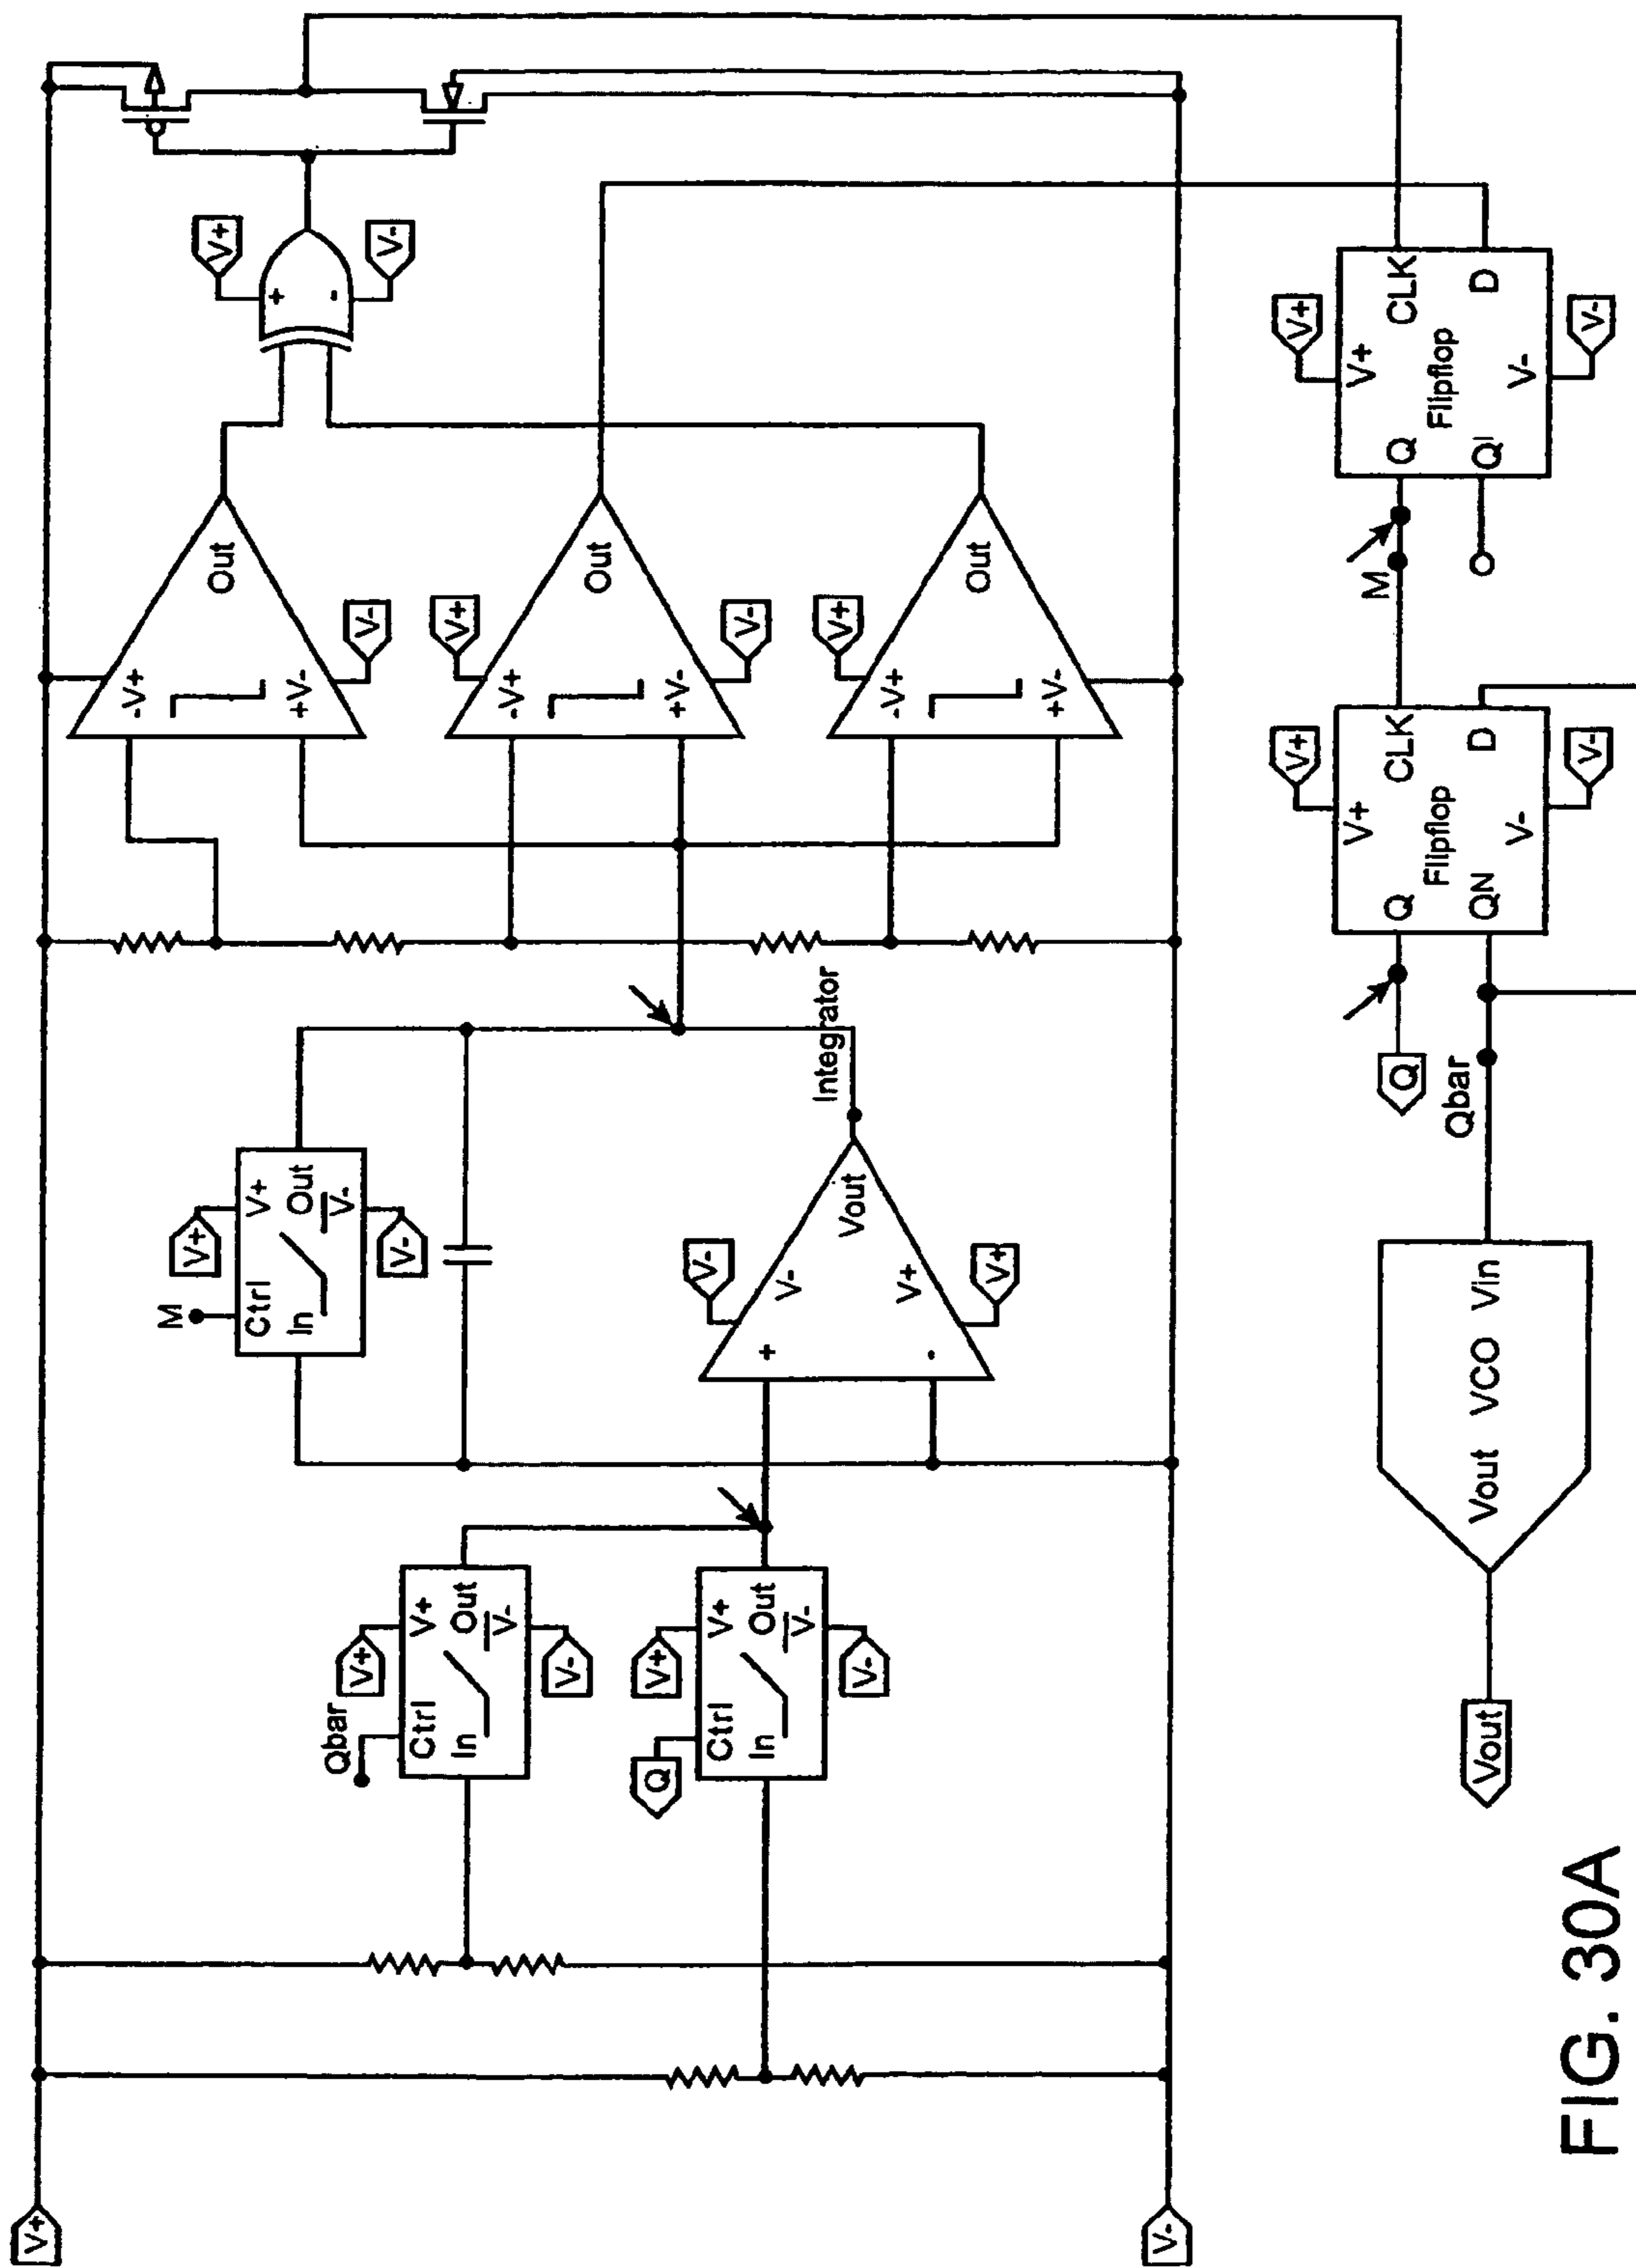 V+
V-
Qbar
V+
Ctrl
V+
In
Out
V-
V-
Q
V+
Ctrl
V+
In
Out
V-
V-
M
V+
Ctrl
V+
In
Out
V-
V-
V-
V-
+
Vout
-
V+
V+
Integrator
-V+
Out
+V-
V-
V+
-V+
Out
+V-
V-
V+
-V+
Out
+V-
V+
+
-
V-
Vout
Vout VCO Vin
Qbar
Q
V+
V+
Q
CLK
Flipflop
QN
D
V-
V-
M
V+
V+
Q
CLK
Flipflop
Q|
D
V-
V-
FIG. 30A